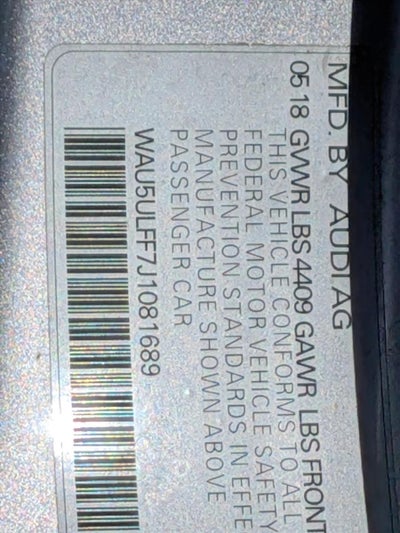 MFD. BY AUDI AG
05 18 GVWR LBS 4409 GAWR LBS FRONT
THIS VEHICLE CONFORMS TO ALL
FEDERAL MOTOR VEHICLE SAFETY
PREVENTION STANDARDS IN EFFE
MANUFACTURE SHOWN ABOVE
PASSENGER CAR
WAU5ULFF7J1081689